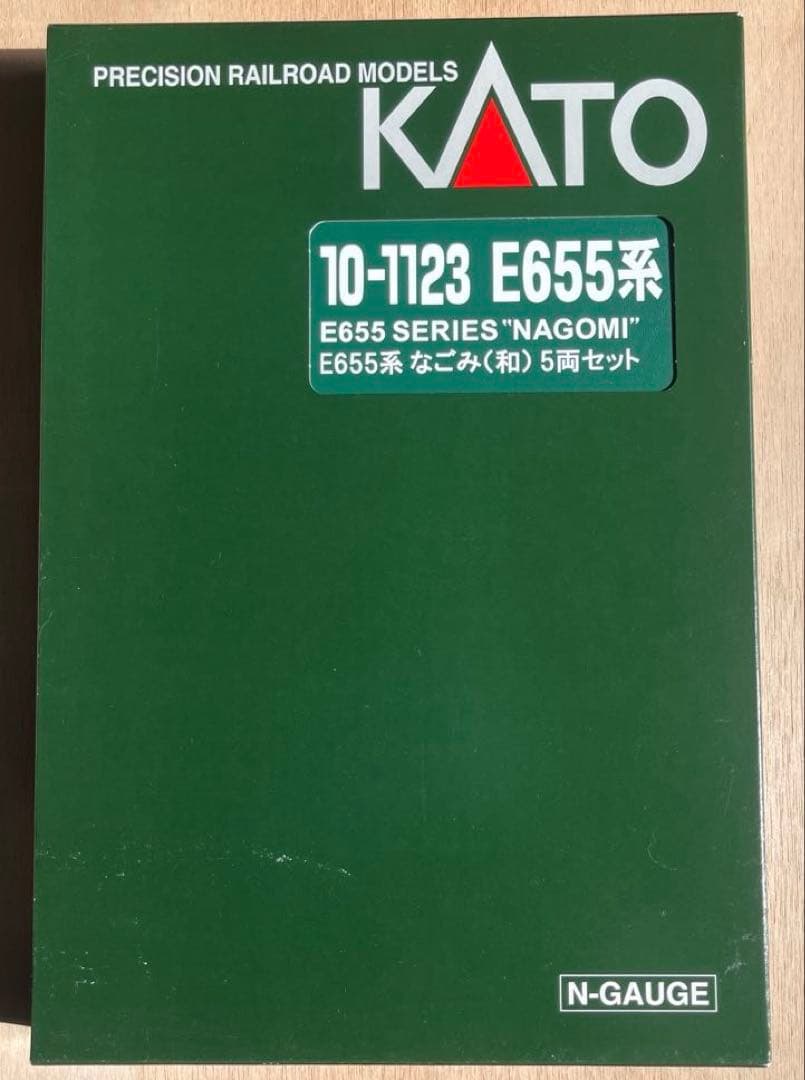 PRECISION RAILROAD MODELS
KATO
10-1123 E655系
E655 SERIES "NAGOMI"
E655系 なごみ(和) 5両セット
N-GAUGE